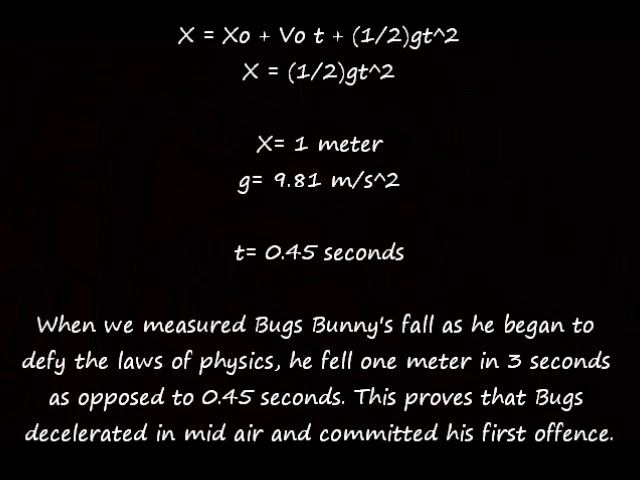 X = Xo + Vo t + (1/2)gt^2
X = (1/2)gt^2
X= 1 meter
g= 9.81 m/s^2
t= 0.45 seconds
When we measured Bugs Bunny's fall as he began to
defy the laws of physics, he fell one meter in 3 seconds
as opposed to 0.45 seconds. This proves that Bugs
decelerated in mid air and committed his first offence.